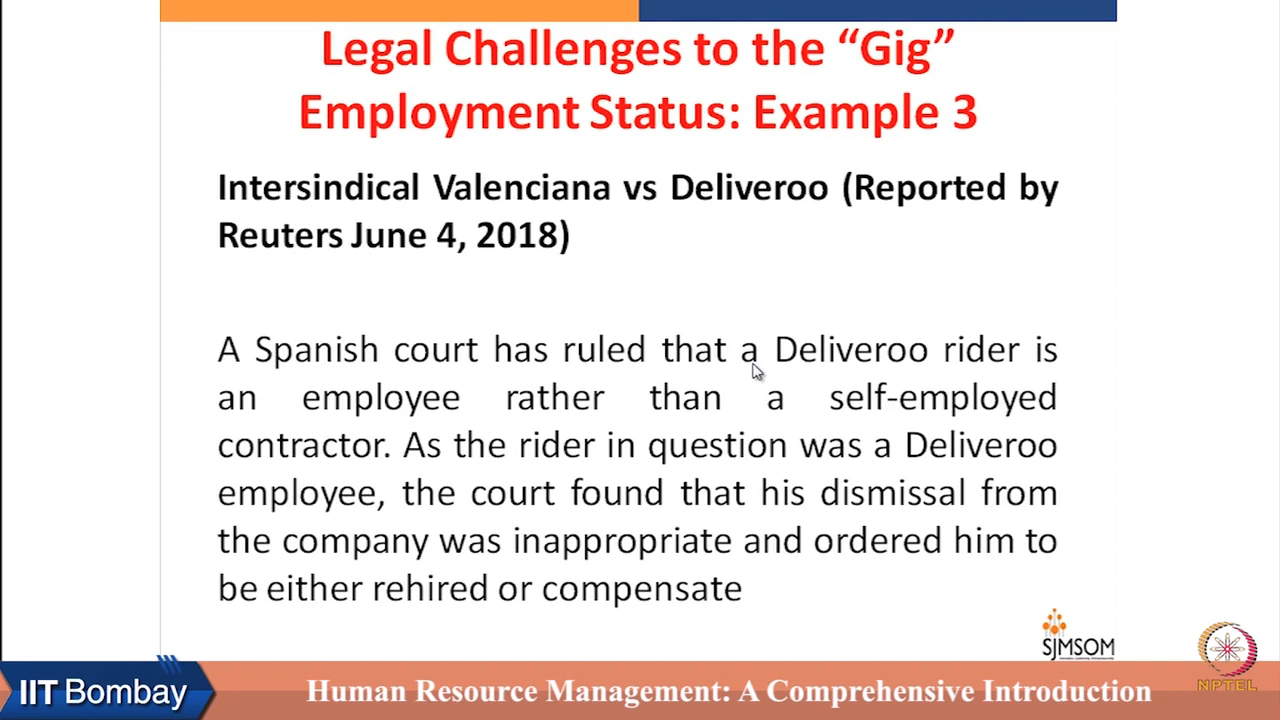 Legal Challenges to the “Gig”
Employment Status: Example 3
Intersindical Valenciana vs Deliveroo (Reported by
Reuters June 4, 2018)
A Spanish court has ruled that a Deliveroo rider is
an employee rather than a self-employed
contractor. As the rider in question was a Deliveroo
employee, the court found that his dismissal from
the company was inappropriate and ordered him to
be either rehired or compensate
SJMSOM
NPTEL
IIT Bombay
Human Resource Management: A Comprehensive Introduction